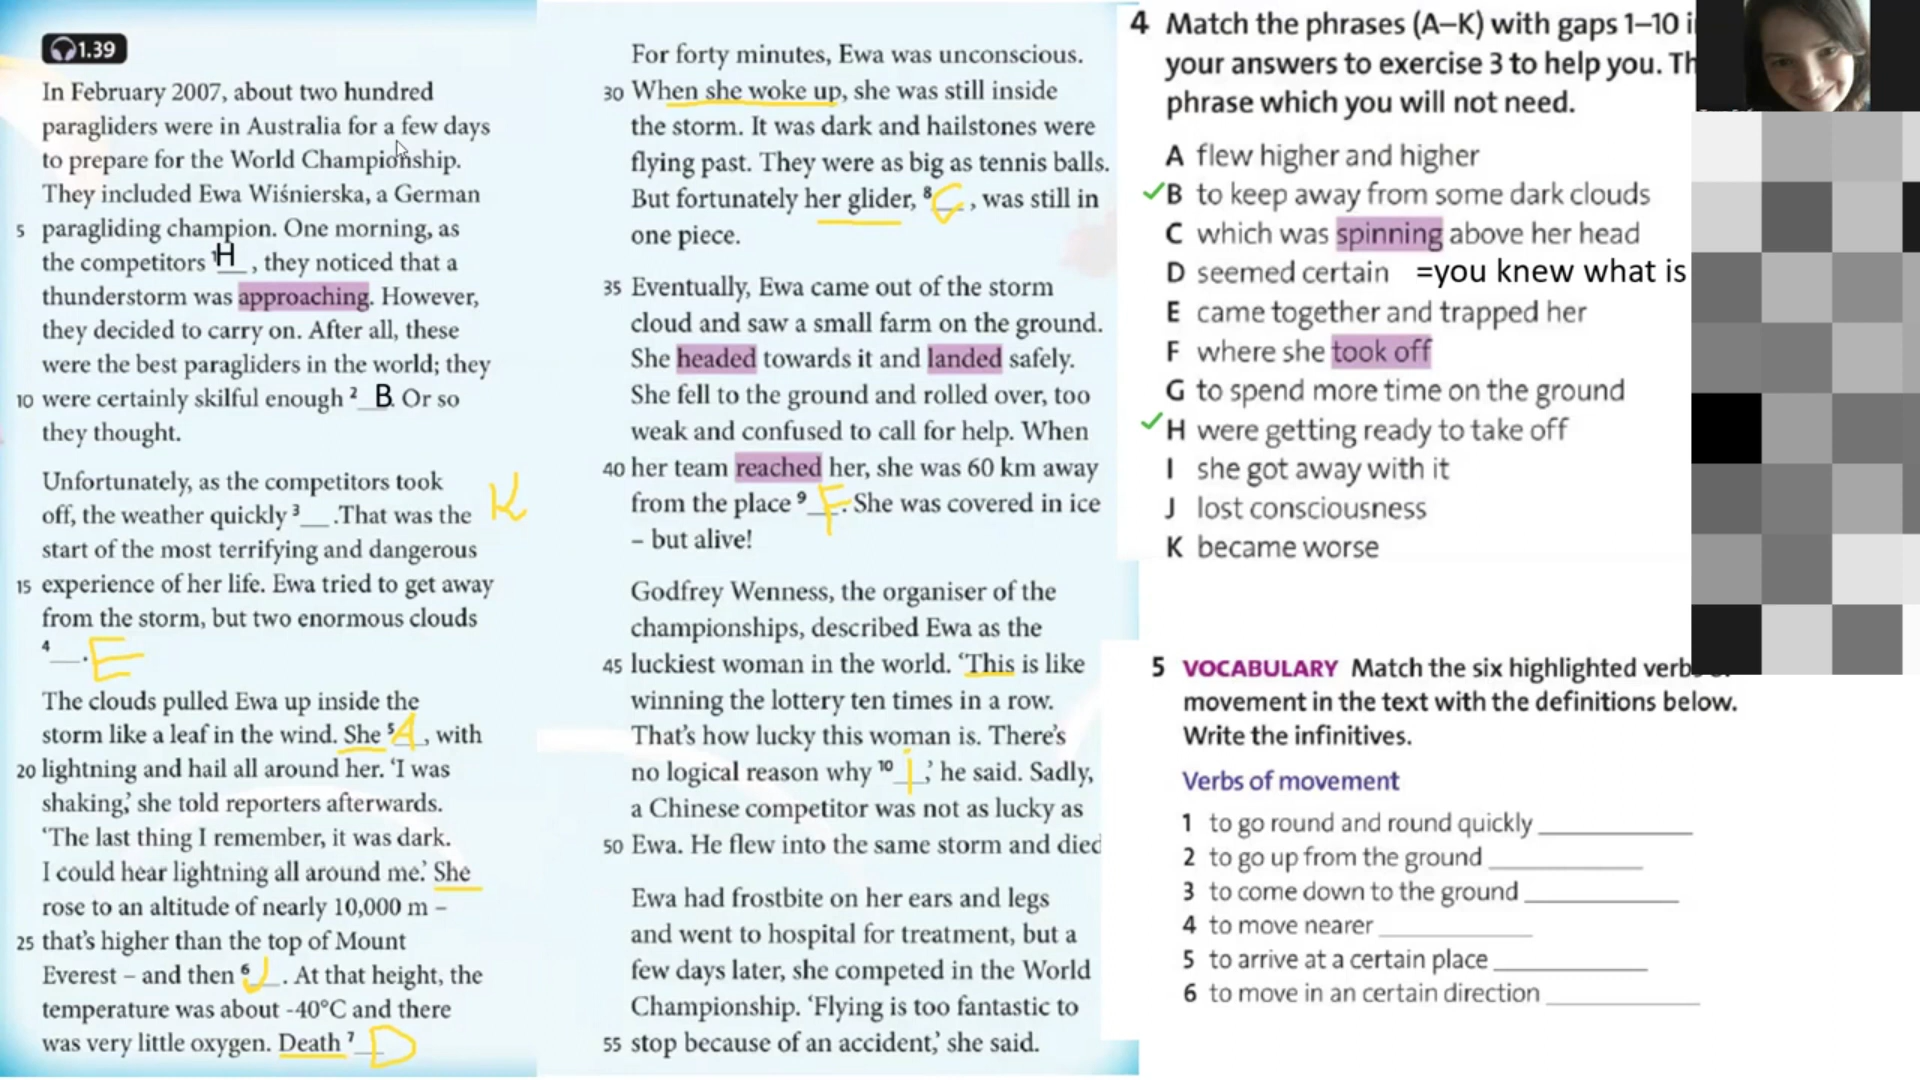 1.39
In February 2007, about two hundred
paragliders were in Australia for a few days
to prepare for the World Championship.
They included Ewa Wiśnierska, a German
5 paragliding champion. One morning, as
the competitors 1 H , they noticed that a
thunderstorm was approaching. However,
they decided to carry on. After all, these
were the best paragliders in the world; they
10 were certainly skilful enough 2 B. Or so
they thought.
Unfortunately, as the competitors took
off, the weather quickly 3__ .That was the K
start of the most terrifying and dangerous
15 experience of her life. Ewa tried to get away
from the storm, but two enormous clouds
4__. E
The clouds pulled Ewa up inside the
storm like a leaf in the wind. She 5 A , with
20 lightning and hail all around her. ‘I was
shaking,’ she told reporters afterwards.
‘The last thing I remember, it was dark.
I could hear lightning all around me.’ She
rose to an altitude of nearly 10,000 m –
25 that’s higher than the top of Mount
Everest – and then 6 J . At that height, the
temperature was about -40°C and there
was very little oxygen. Death 7__ D
For forty minutes, Ewa was unconscious.
30 When she woke up, she was still inside
the storm. It was dark and hailstones were
flying past. They were as big as tennis balls.
But fortunately her glider, 8 C , was still in
one piece.
35 Eventually, Ewa came out of the storm
cloud and saw a small farm on the ground.
She headed towards it and landed safely.
She fell to the ground and rolled over, too
weak and confused to call for help. When
40 her team reached her, she was 60 km away
from the place 9 F. She was covered in ice
– but alive!
Godfrey Wenness, the organiser of the
championships, described Ewa as the
45 luckiest woman in the world. ‘This is like
winning the lottery ten times in a row.
That’s how lucky this woman is. There’s
no logical reason why 10 i,’ he said. Sadly,
a Chinese competitor was not as lucky as
50 Ewa. He flew into the same storm and died
Ewa had frostbite on her ears and legs
and went to hospital for treatment, but a
few days later, she competed in the World
Championship. ‘Flying is too fantastic to
55 stop because of an accident,’ she said.
4 Match the phrases (A–K) with gaps 1–10 i
your answers to exercise 3 to help you. Th
phrase which you will not need.
A flew higher and higher
✓B to keep away from some dark clouds
C which was spinning above her head
D seemed certain =you knew what is
E came together and trapped her
F where she took off
G to spend more time on the ground
✓H were getting ready to take off
I she got away with it
J lost consciousness
K became worse
5 VOCABULARY Match the six highlighted verbs
movement in the text with the definitions below.
Write the infinitives.
Verbs of movement
1 to go round and round quickly ____
2 to go up from the ground ____
3 to come down to the ground ____
4 to move nearer ____
5 to arrive at a certain place ____
6 to move in an certain direction ____